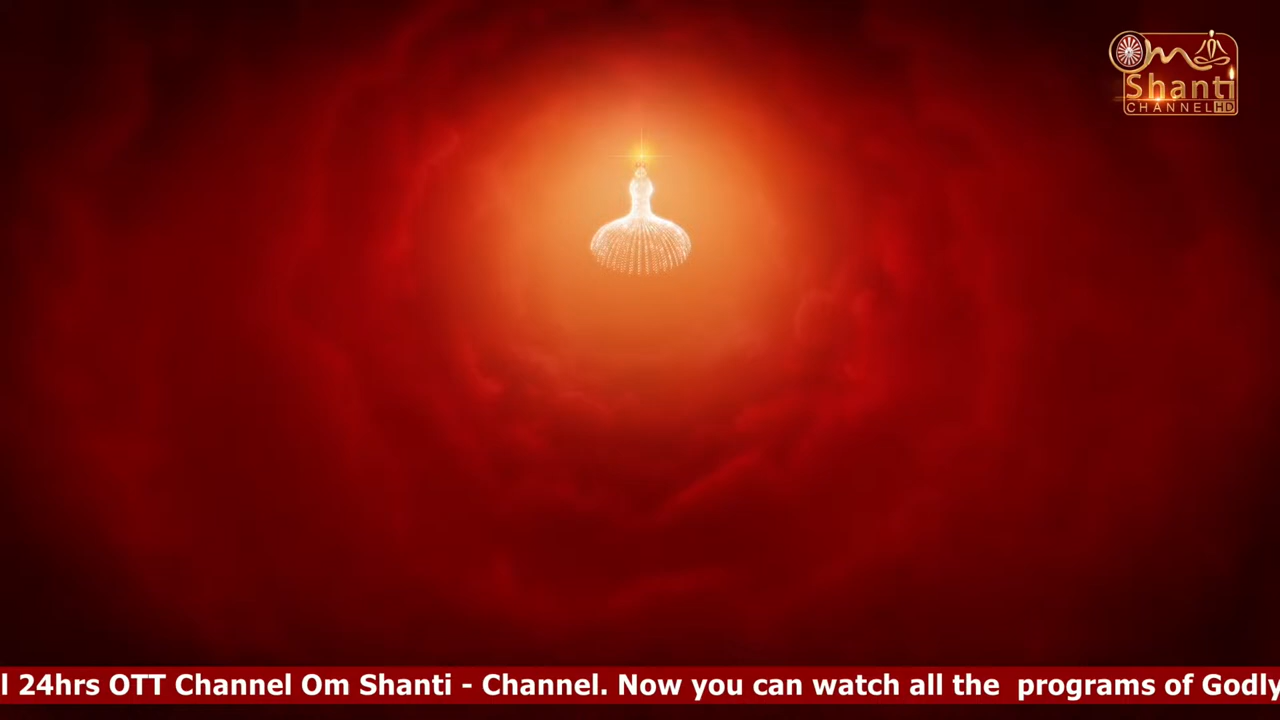 Om
Shanti
CHANNEL HD
l 24hrs OTT Channel Om Shanti - Channel. Now you can watch all the programs of Godly